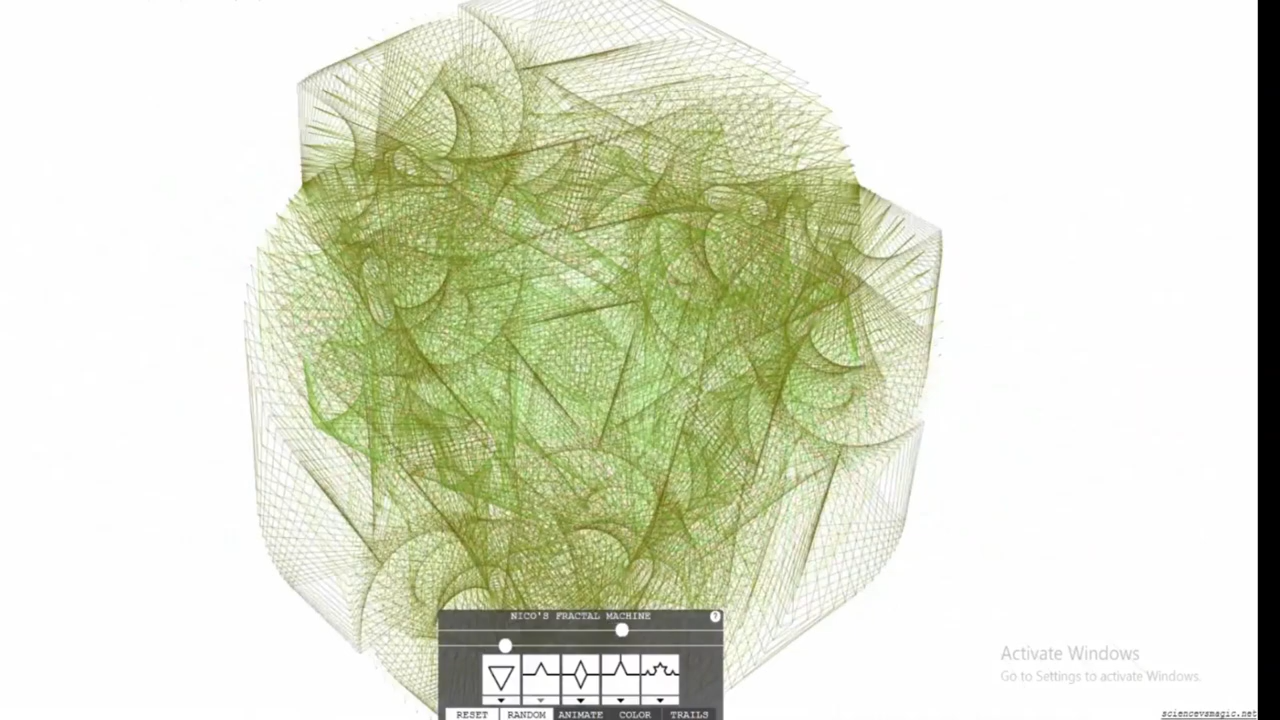 NICO'S FRACTAL MACHINE
?
RESET RANDOM ANIMATE COLOR TRAILS
Activate Windows
Go to Settings to activate Windows.
sciencevsmagic.net